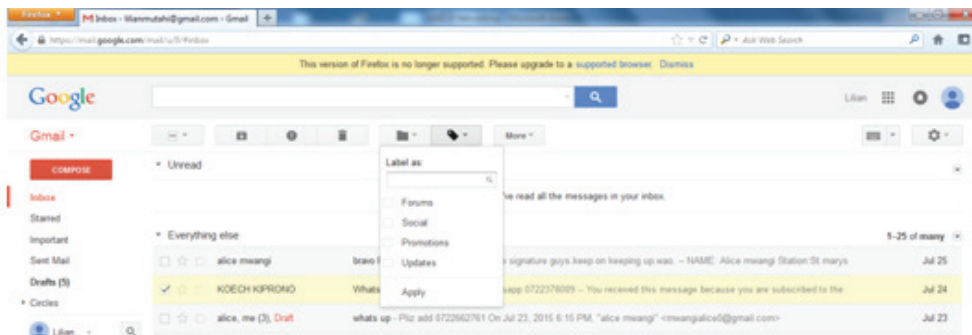 Firefox
Inbox - lilianmutahi@gmail.com - Gmail
https://mail.google.com/mail/u/0/#inbox
Ask Web Search
This version of Firefox is no longer supported. Please upgrade to a supported browser. Dismiss
Google
Lilian
Gmail
More
COMPOSE
Unread
Label as:
've read all the messages in your inbox.
Inbox
Forums
Starred
Social
Important
Everything else
Promotions
1–25 of many
Sent Mail
alice mwangi
bravo
Updates
signature guys.keep on keeping up.wao. – NAME: Alice mwangi Station:St marys
Jul 25
Drafts (5)
KOECH KIPRONO
Whats
Apply
app 0722378009 – You received this message because you are subscribed to the
Jul 24
Circles
alice, me (3), Draft
whats up - Pliz add 0722662761 On Jul 23, 2015 6:15 PM, "alice mwangi" <mwangialice0@gmail.com>
Jul 23
Lilian